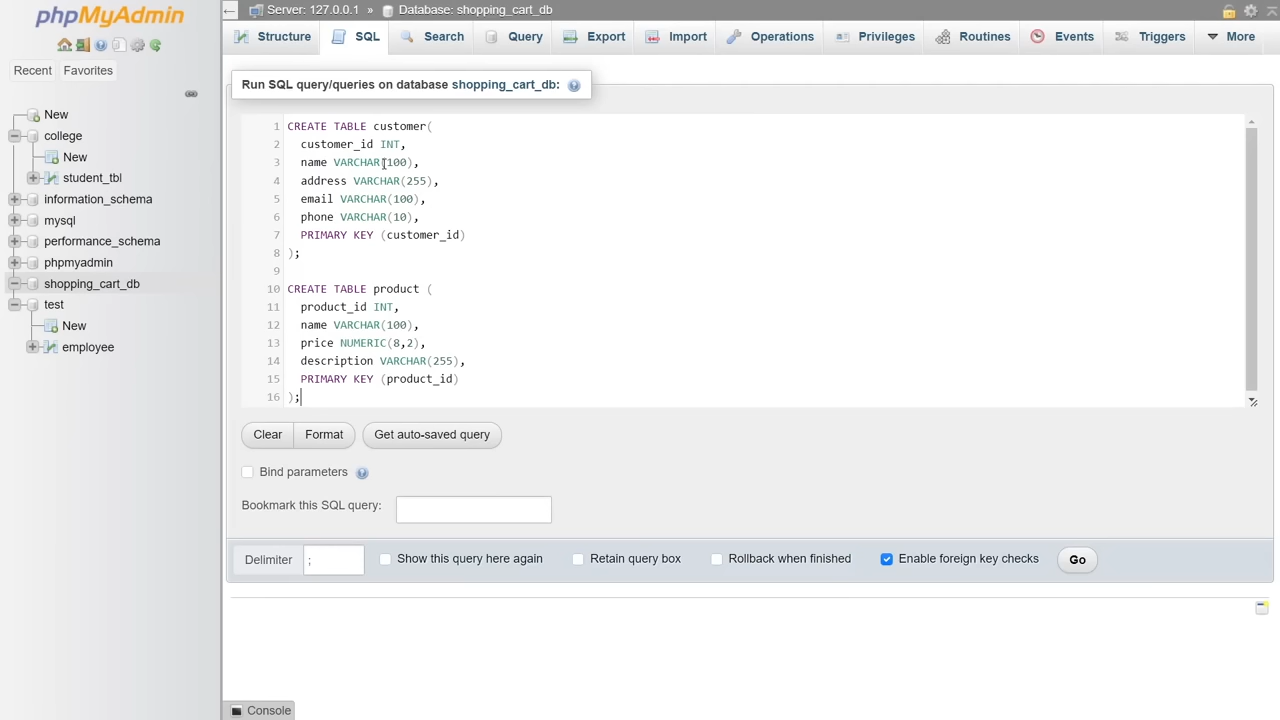 phpMyAdmin
Recent
Favorites
New
college
New
student_tbl
information_schema
mysql
performance_schema
phpmyadmin
shopping_cart_db
test
New
employee
Server: 127.0.0.1 » Database: shopping_cart_db
Structure SQL Search Query Export Import Operations Privileges Routines Events Triggers More
Run SQL query/queries on database shopping_cart_db:
1 CREATE TABLE customer(
2 customer_id INT,
3 name VARCHAR(100),
4 address VARCHAR(255),
5 email VARCHAR(100),
6 phone VARCHAR(10),
7 PRIMARY KEY (customer_id)
8 );
9
10 CREATE TABLE product (
11 product_id INT,
12 name VARCHAR(100),
13 price NUMERIC(8,2),
14 description VARCHAR(255),
15 PRIMARY KEY (product_id)
16 );
Clear Format Get auto-saved query
Bind parameters
Bookmark this SQL query:
Delimiter ; Show this query here again Retain query box Rollback when finished Enable foreign key checks Go
Console